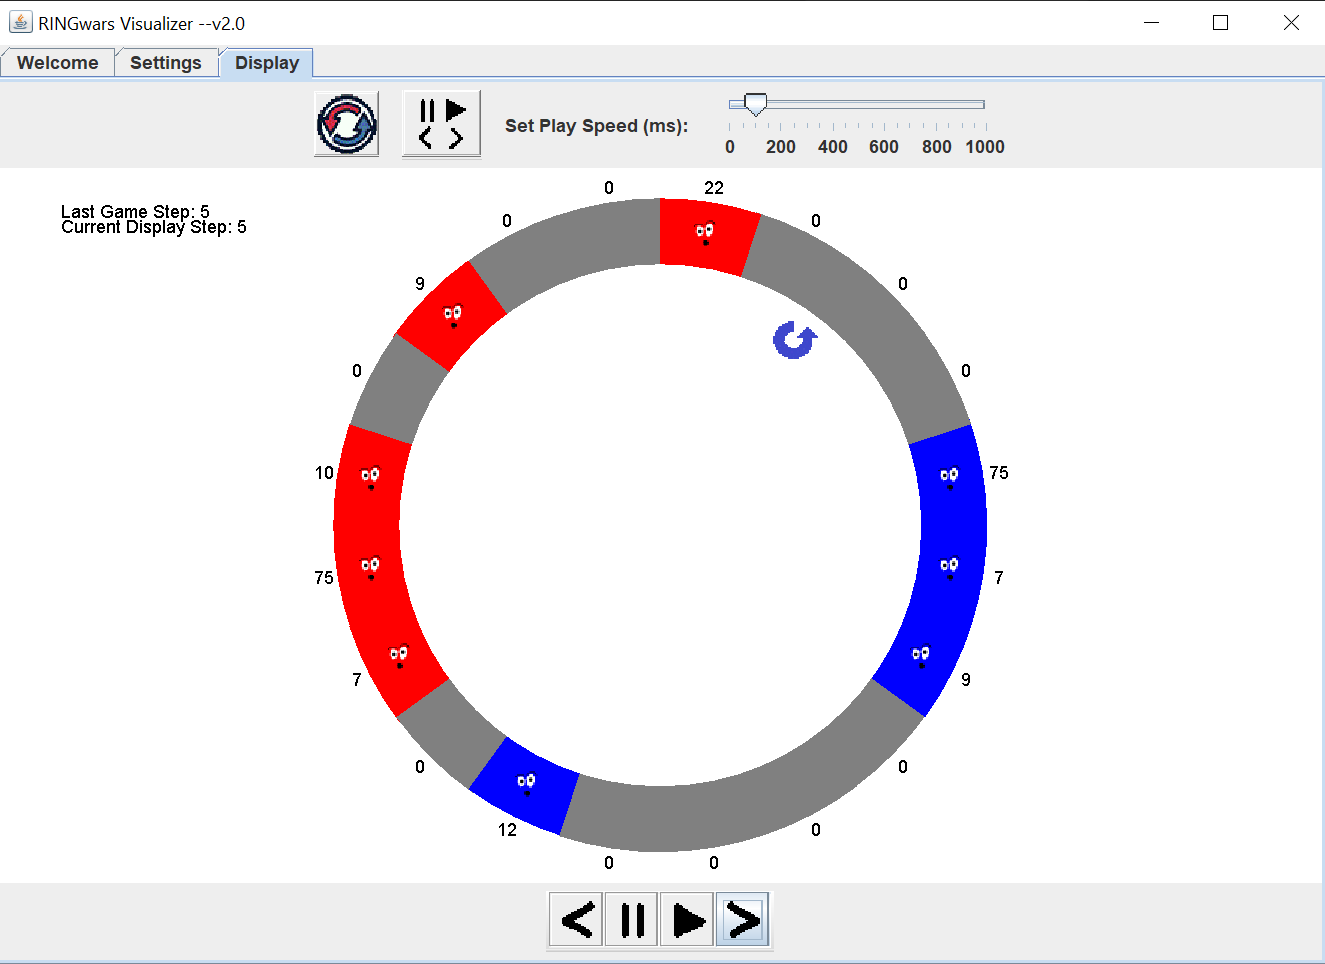 RINGwars Visualizer --v2.0
Welcome Settings Display
Set Play Speed (ms):
0 200 400 600 800 1000
Last Game Step: 5
Current Display Step: 5
0 22
0 0
9 0
0 0
10 75
75 7
7 9
0 0
12 0
0 0